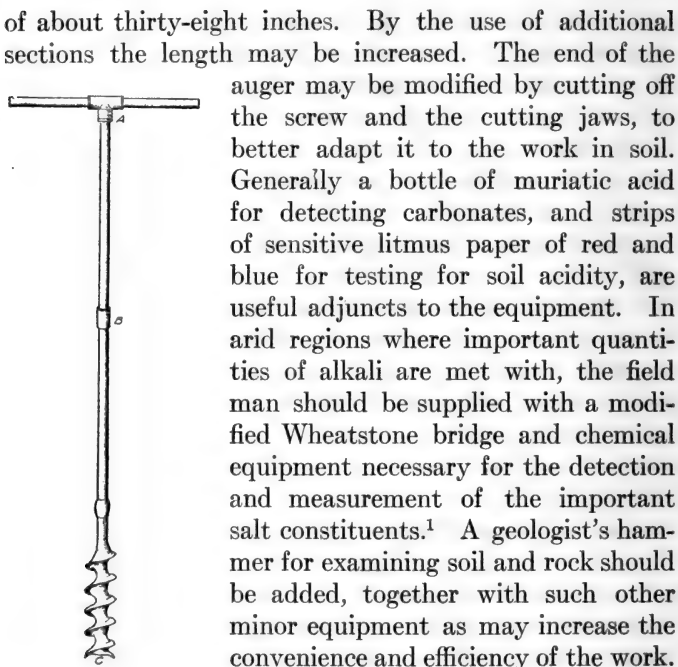 of about thirty-eight inches. By the use of additional
sections the length may be increased. The end of the
auger may be modified by cutting off
the screw and the cutting jaws, to
better adapt it to the work in soil.
Generally a bottle of muriatic acid
for detecting carbonates, and strips
of sensitive litmus paper of red and
blue for testing for soil acidity, are
useful adjuncts to the equipment. In
arid regions where important quanti-
ties of alkali are met with, the field
man should be supplied with a modi-
fied Wheatstone bridge and chemical
equipment necessary for the detection
and measurement of the important
salt constituents.¹ A geologist's ham-
mer for examining soil and rock should
be added, together with such other
minor equipment as may increase the
convenience and efficiency of the work.
A
B
C